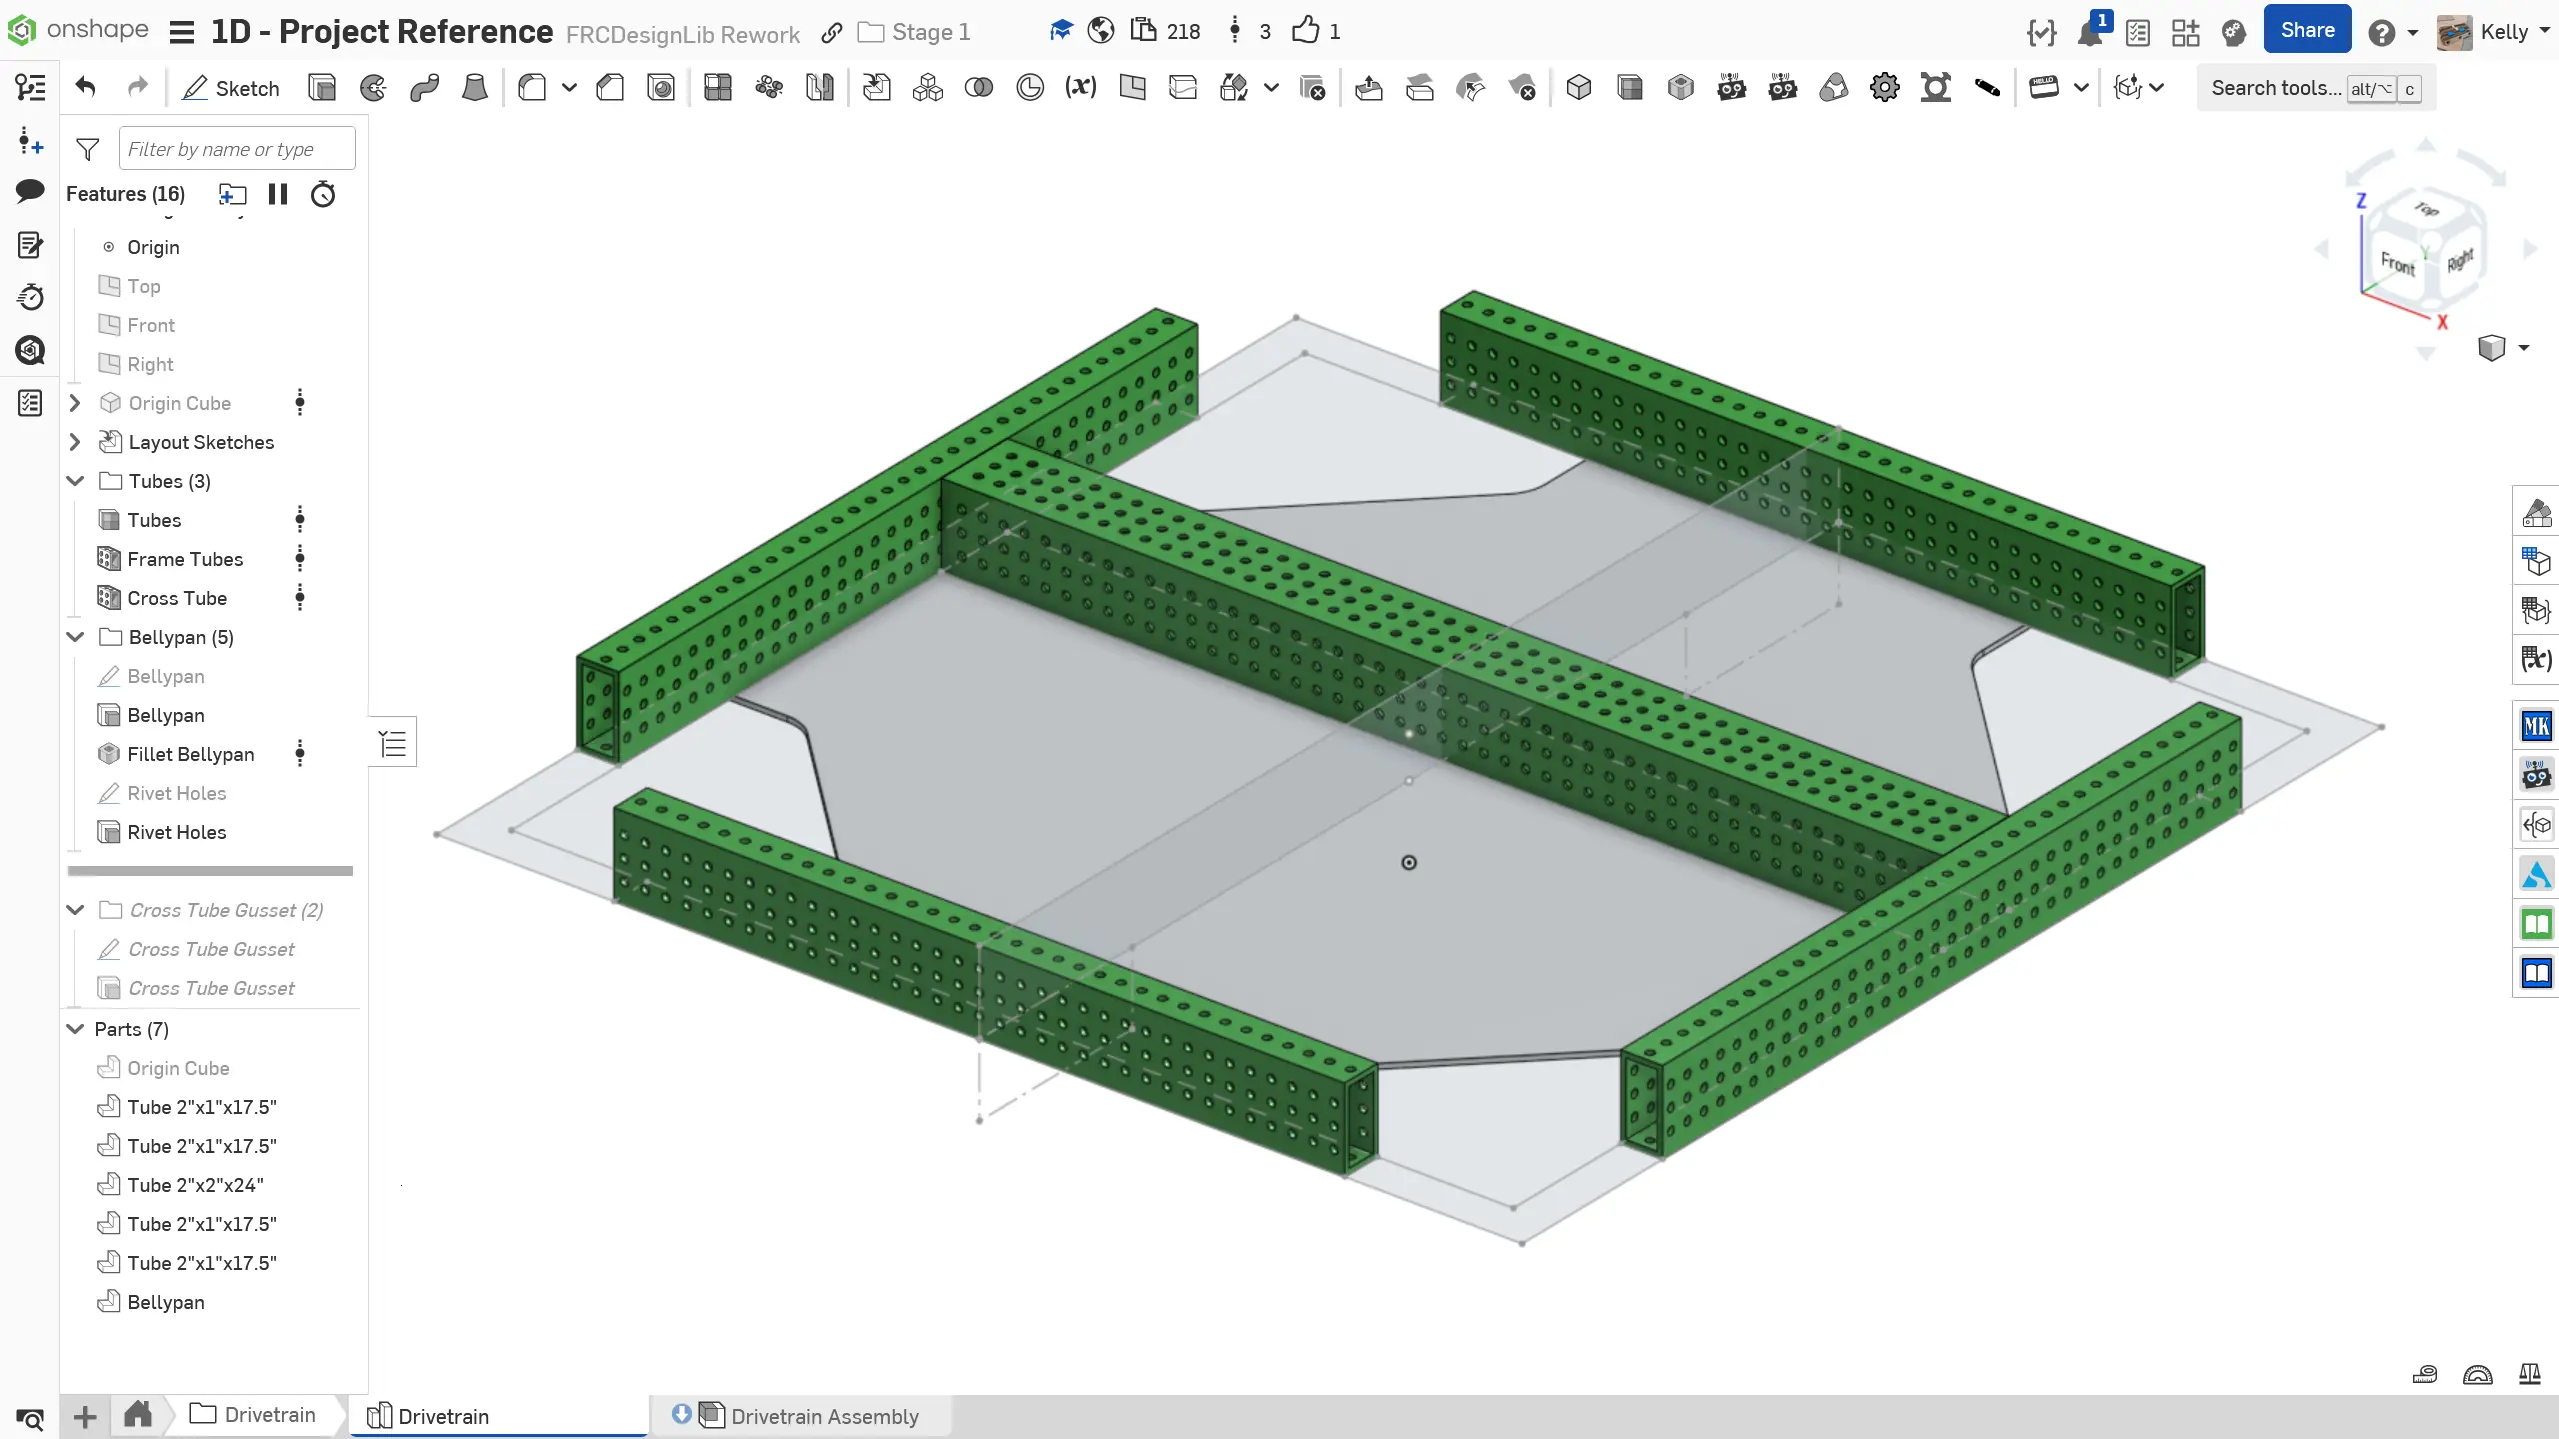 onshape
1D - Project Reference
FRCDesignLib Rework
Stage 1
218
3
1
1
Share
Kelly
Sketch
(x)
HELLO
Search tools... alt/⌥ c
Filter by name or type
Features (16)
Origin
Top
Front
Right
Origin Cube
Layout Sketches
Tubes (3)
Tubes
Frame Tubes
Cross Tube
Bellypan (5)
Bellypan
Bellypan
Fillet Bellypan
Rivet Holes
Rivet Holes
Cross Tube Gusset (2)
Cross Tube Gusset
Cross Tube Gusset
Parts (7)
Origin Cube
Tube 2"x1"x17.5"
Tube 2"x1"x17.5"
Tube 2"x2"x24"
Tube 2"x1"x17.5"
Tube 2"x1"x17.5"
Bellypan
Z
Top
Front
Right
Y
X
(x)
MK
Drivetrain
Drivetrain
Drivetrain Assembly